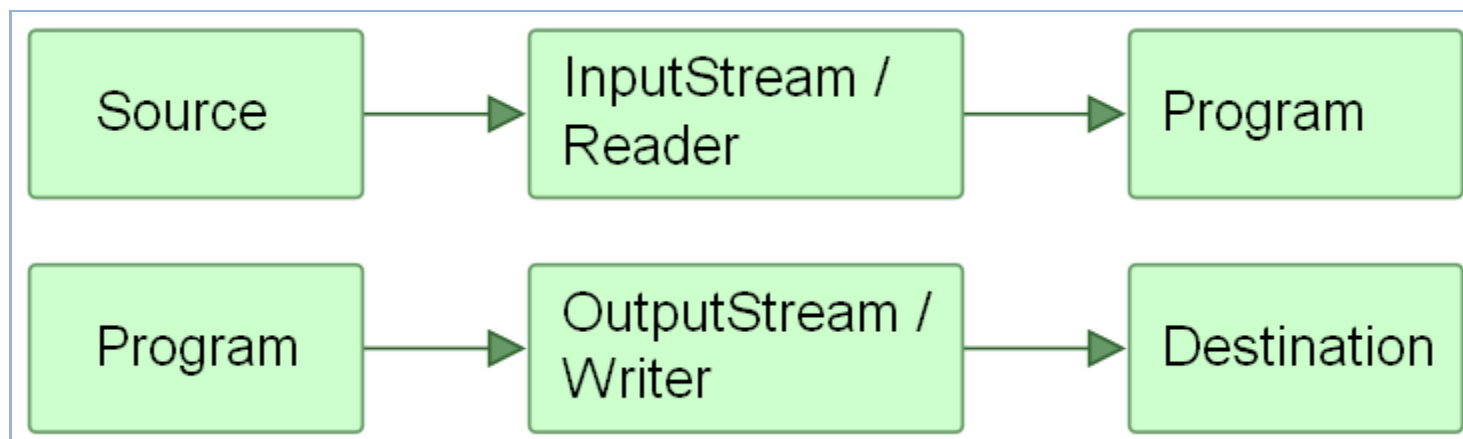 Source
InputStream /
Reader
Program
Program
OutputStream /
Writer
Destination